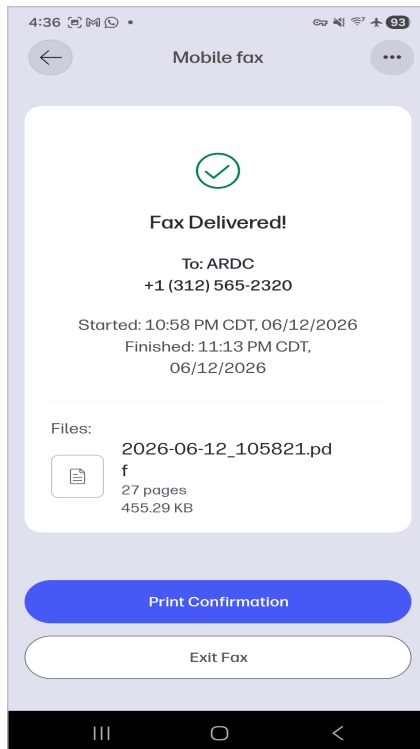 4:36
93
Mobile fax
Fax Delivered!
To: ARDC
+1 (312) 565-2320
Started: 10:58 PM CDT, 06/12/2026
Finished: 11:13 PM CDT,
06/12/2026
Files:
2026-06-12_105821.pd
f
27 pages
455.29 KB
Print Confirmation
Exit Fax